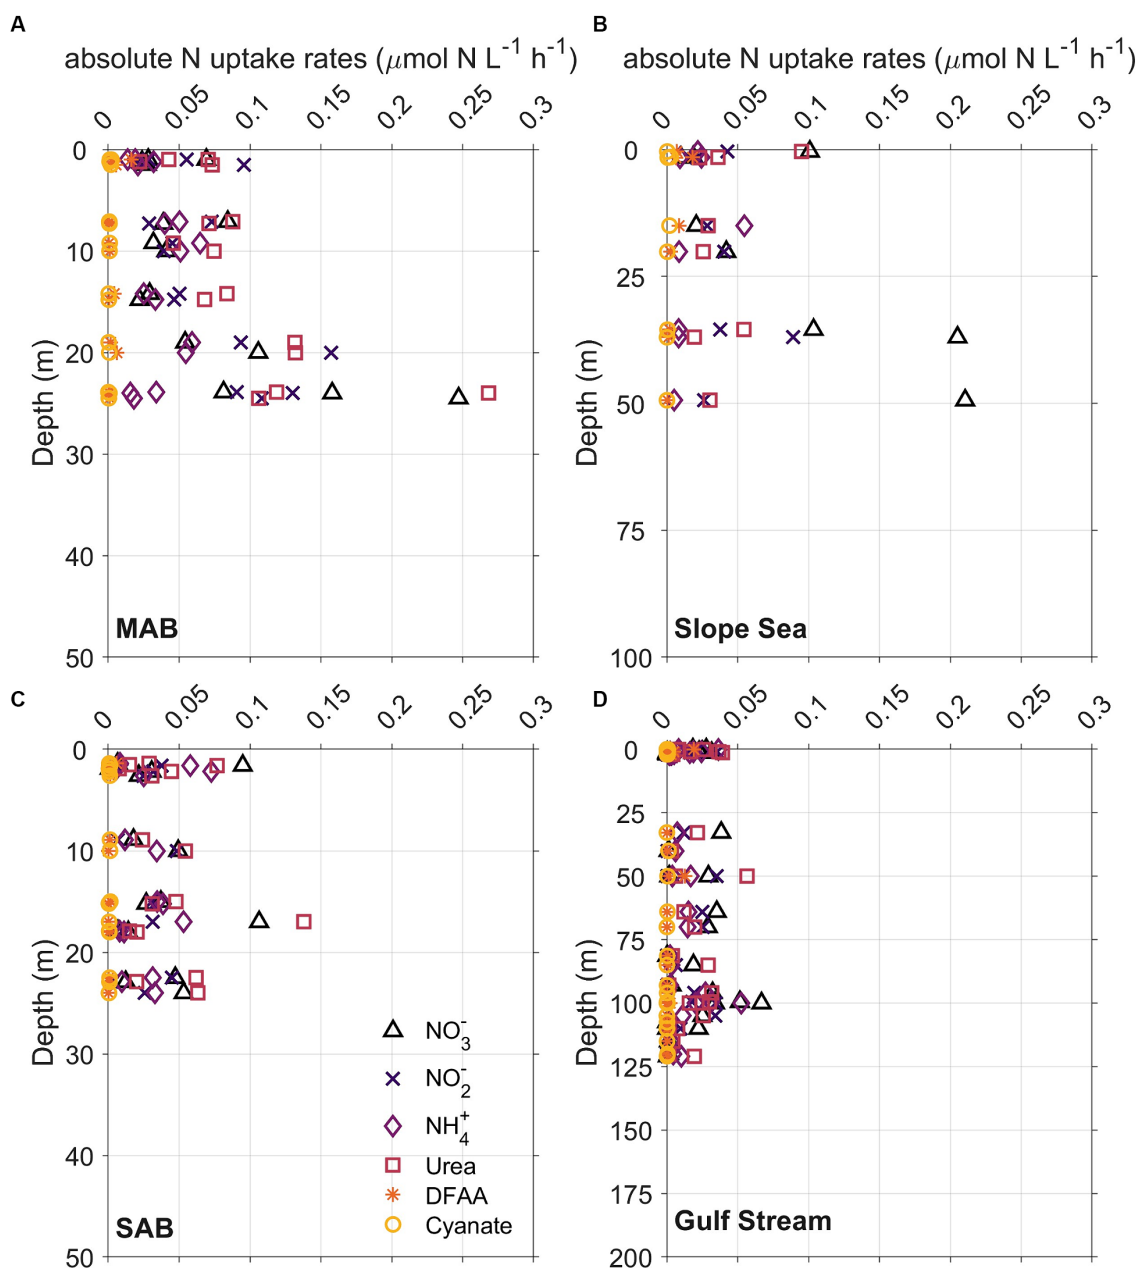 A
absolute N uptake rates (μmol N L⁻¹ h⁻¹)
0 0.05 0.1 0.15 0.2 0.25 0.3
0
10
20
30
40
50
Depth (m)
MAB
B
absolute N uptake rates (μmol N L⁻¹ h⁻¹)
0 0.05 0.1 0.15 0.2 0.25 0.3
0
25
50
75
100
Depth (m)
Slope Sea
C
0 0.05 0.1 0.15 0.2 0.25 0.3
0
10
20
30
40
50
Depth (m)
NO₃⁻
NO₂⁻
NH₄⁺
Urea
DFAA
Cyanate
SAB
D
0 0.05 0.1 0.15 0.2 0.25 0.3
0
25
50
75
100
125
150
175
200
Depth (m)
Gulf Stream